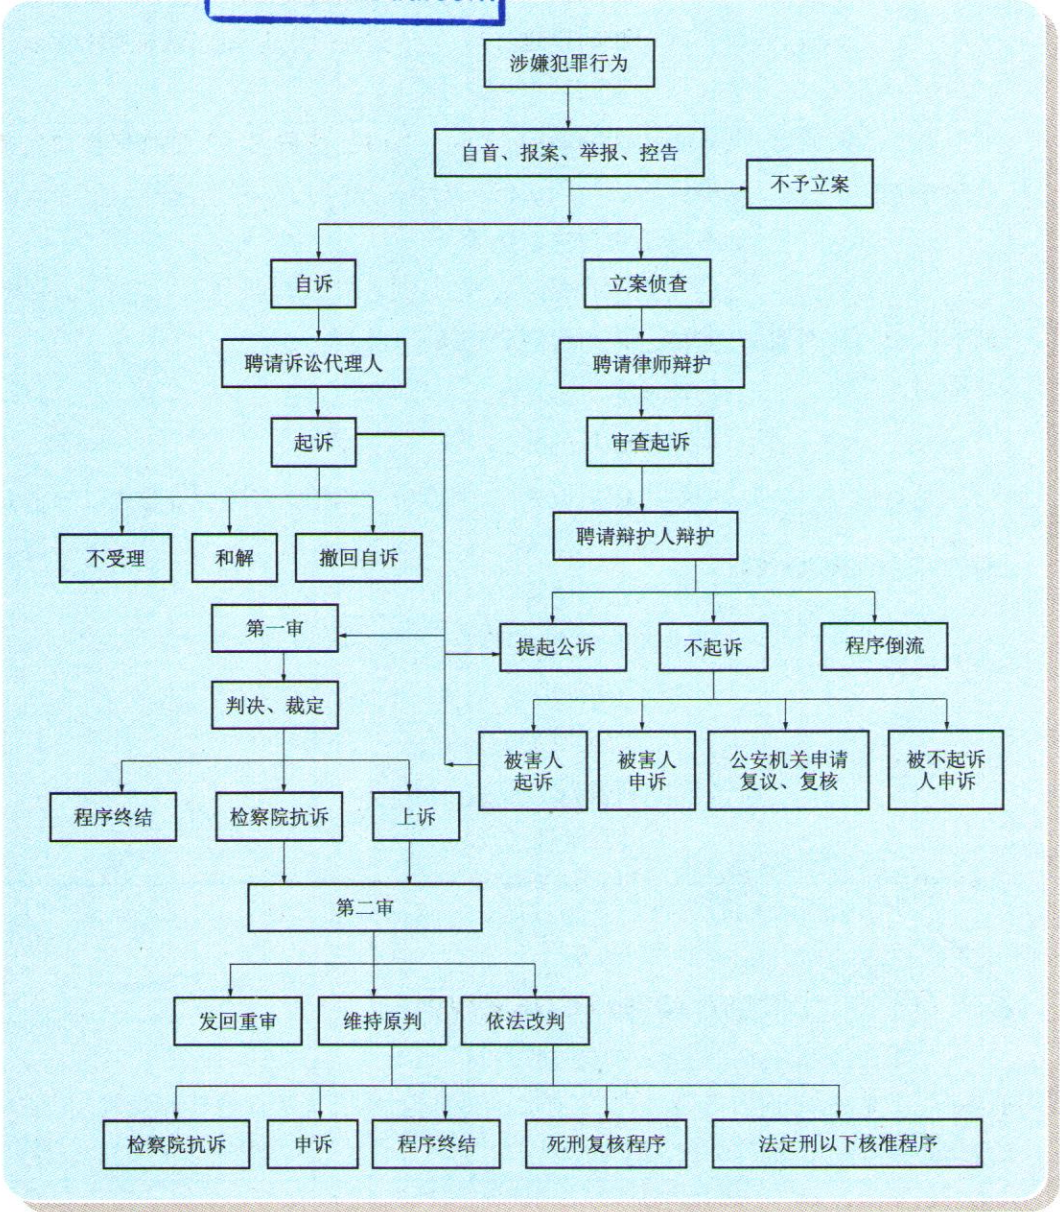 涉嫌犯罪行为
自首、报案、举报、控告
不予立案
自诉
立案侦查
聘请诉讼代理人
聘请律师辩护
起诉
审查起诉
聘请辩护人辩护
不受理
和解
撤回自诉
第一审
提起公诉
不起诉
程序倒流
判决、裁定
被害人
起诉
被害人
申诉
公安机关申请
复议、复核
被不起诉
人申诉
程序终结
检察院抗诉
上诉
第二审
发回重审
维持原判
依法改判
检察院抗诉
申诉
程序终结
死刑复核程序
法定刑以下核准程序